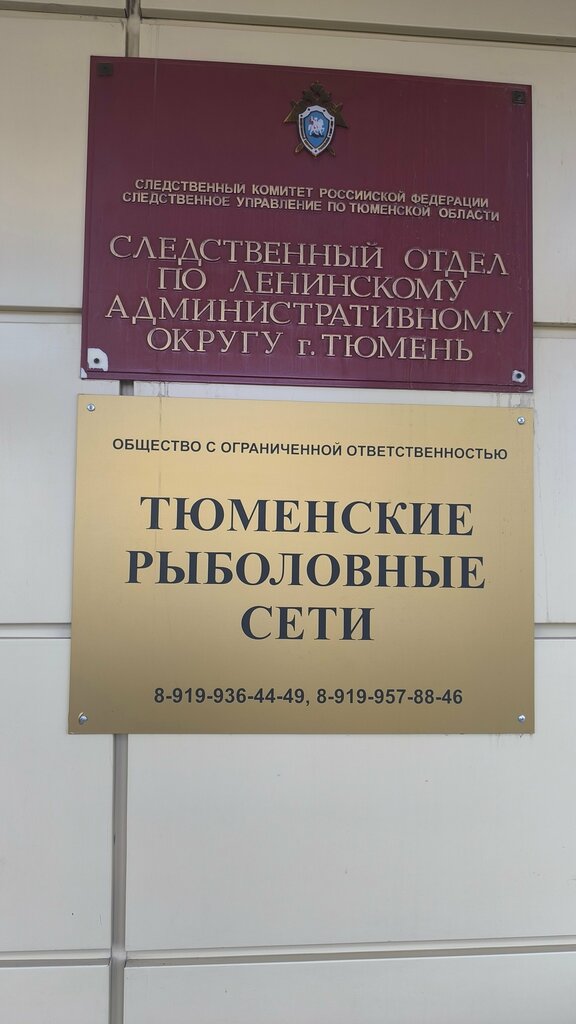 СЛЕДСТВЕННЫЙ КОМИТЕТ РОССИЙСКОЙ ФЕДЕРАЦИИ
СЛЕДСТВЕННОЕ УПРАВЛЕНИЕ ПО ТЮМЕНСКОЙ ОБЛАСТИ
СЛЕДСТВЕННЫЙ ОТДЕЛ
ПО ЛЕНИНСКОМУ
АДМИНИСТРАТИВНОМУ
ОКРУГУ г. ТЮМЕНЬ
ОБЩЕСТВО С ОГРАНИЧЕННОЙ ОТВЕТСТВЕННОСТЬЮ
ТЮМЕНСКИЕ
РЫБОЛОВНЫЕ
СЕТИ
8-919-936-44-49, 8-919-957-88-46